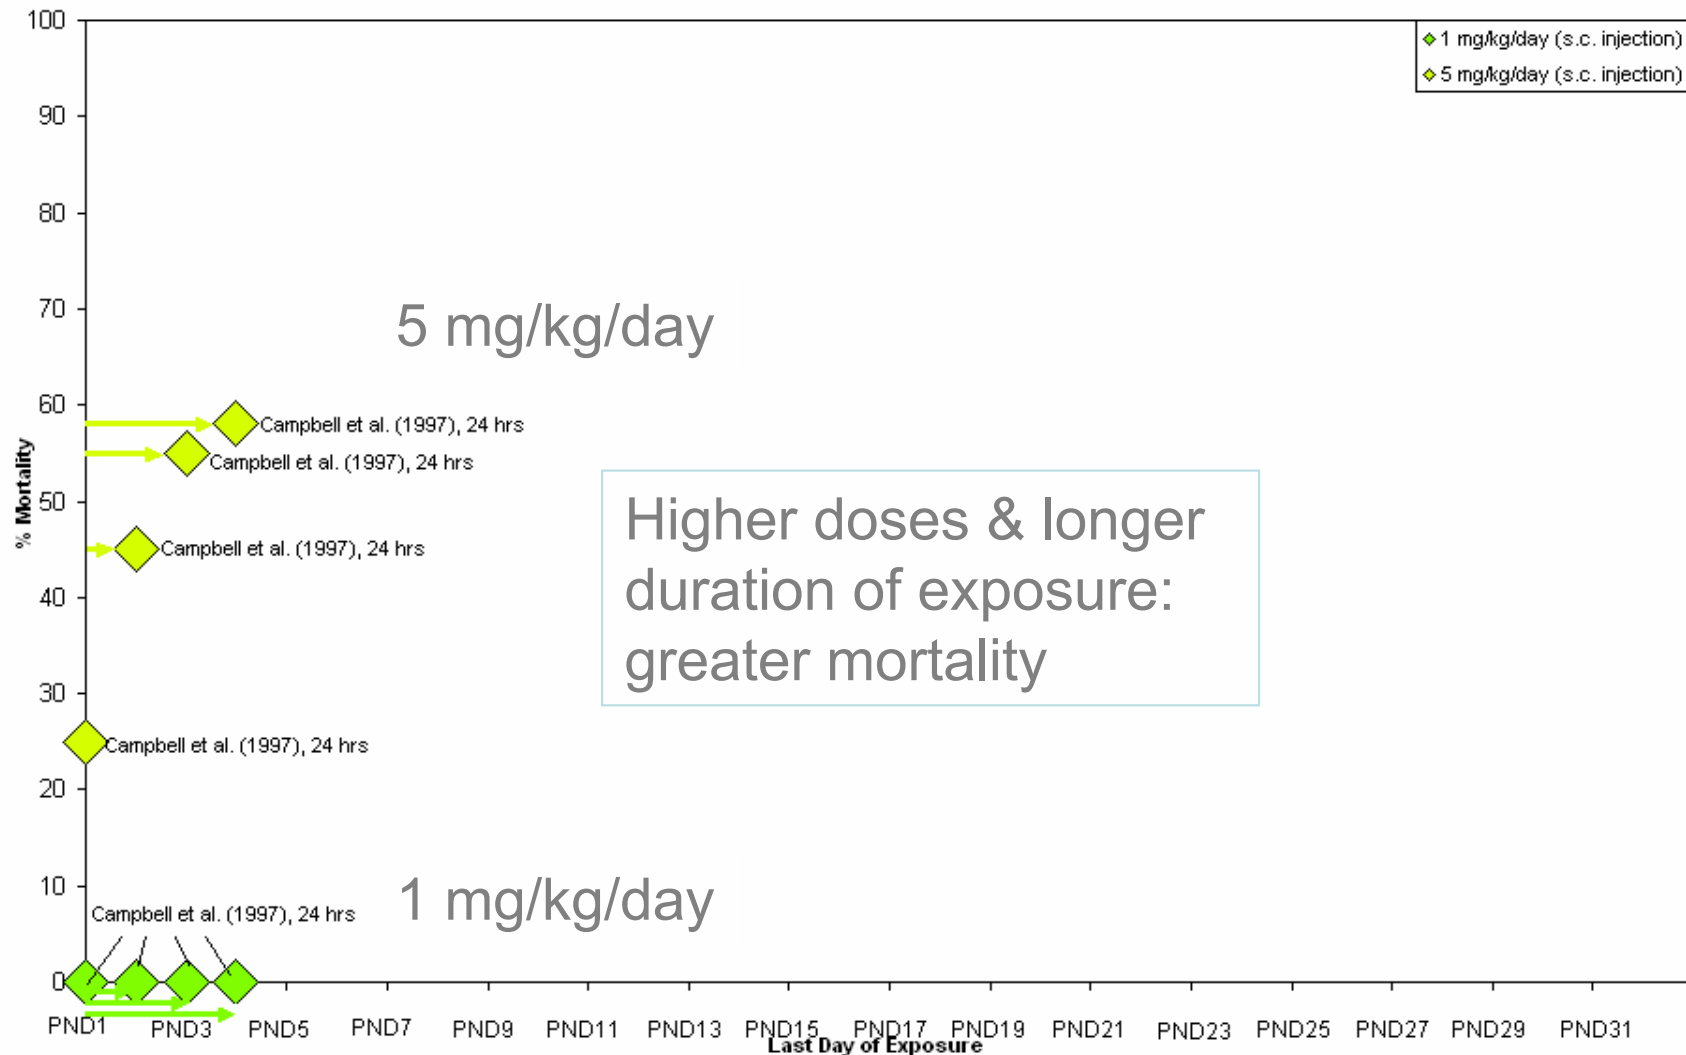 100
1 mg/kg/day (s.c. injection)
5 mg/kg/day (s.c. injection)
90
80
70
5 mg/kg/day
60
Campbell et al. (1997), 24 hrs
Campbell et al. (1997), 24 hrs
% Mortality
50
Higher doses & longer
duration of exposure:
greater mortality
Campbell et al. (1997), 24 hrs
40
30
Campbell et al. (1997), 24 hrs
20
10
1 mg/kg/day
Campbell et al. (1997), 24 hrs
0
PND1 PND3 PND5 PND7 PND9 PND11 PND13 PND15 PND17 PND19 PND21 PND23 PND25 PND27 PND29 PND31
Last Day of Exposure